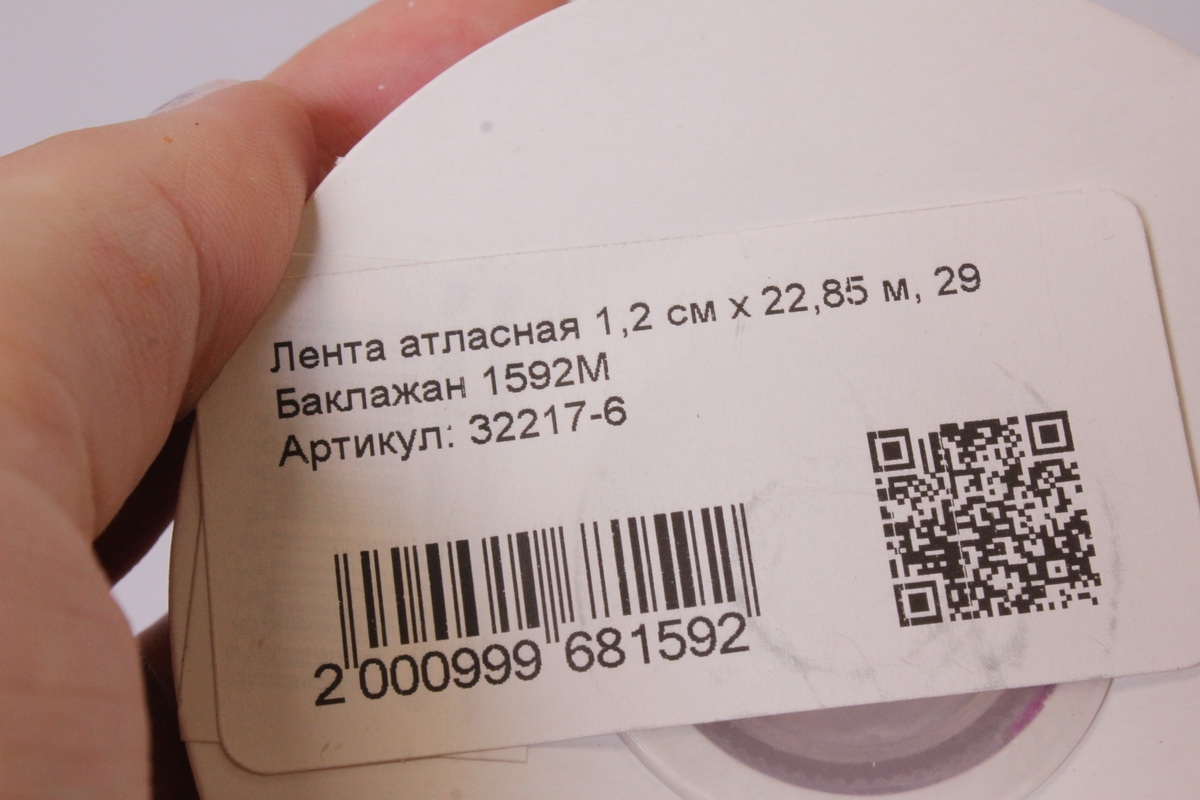 Лента атласная 1,2 см х 22,85 м, 29
Баклажан 1592М
Артикул: 32217-6
2 000999 681592